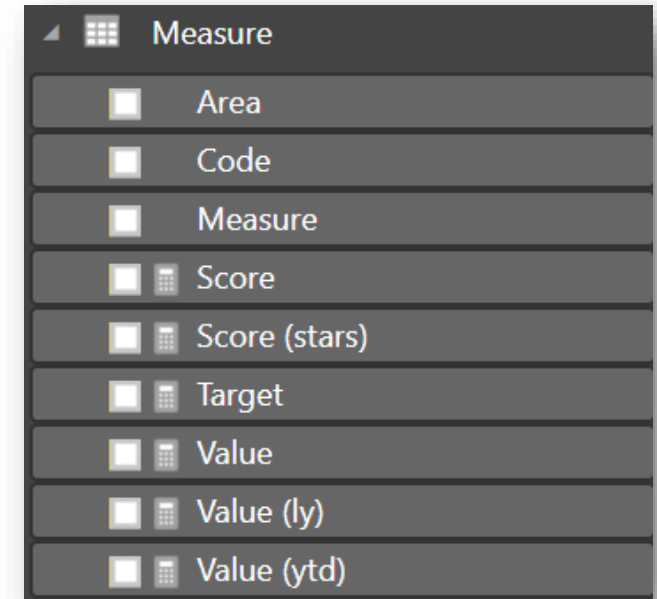 Measure
Area
Code
Measure
Score
Score (stars)
Target
Value
Value (ly)
Value (ytd)